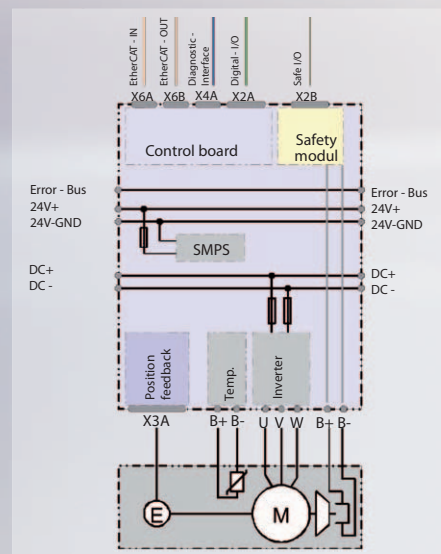 EtherCAT - IN
EtherCAT - OUT
Diagnostic -
Interface
Digital - I/O
Safe I/O
X6A X6B X4A X2A X2B
Control board
Safety
modul
Error - Bus Error - Bus
24V+ 24V+
24V-GND 24V-GND
SMPS
DC+ DC+
DC - DC -
Position
feedback
Temp.
Inverter
X3A B+ B- U V W B+ B-
E M